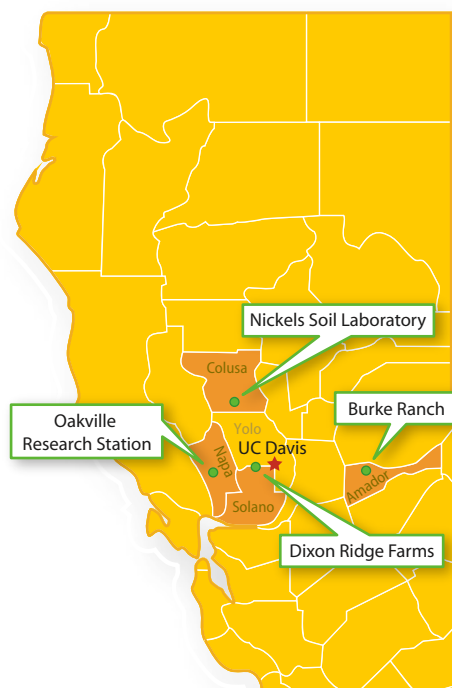 Nickels Soil Laboratory
Colusa
Burke Ranch
Oakville
Research Station
Yolo
UC Davis
Napa
Amador
Solano
Dixon Ridge Farms